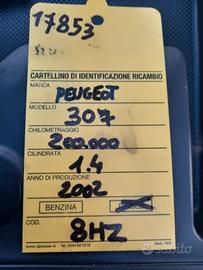 17853
CARTELLINO DI IDENTIFICAZIONE RICAMBIO
MARCA
PEUGEOT
MODELLO
307
CHILOMETRAGGIO
200.000
CILINDRATA
1.4
ANNO DI PRODUZIONE
2002
BENZINA
COD.
8HZ
subito